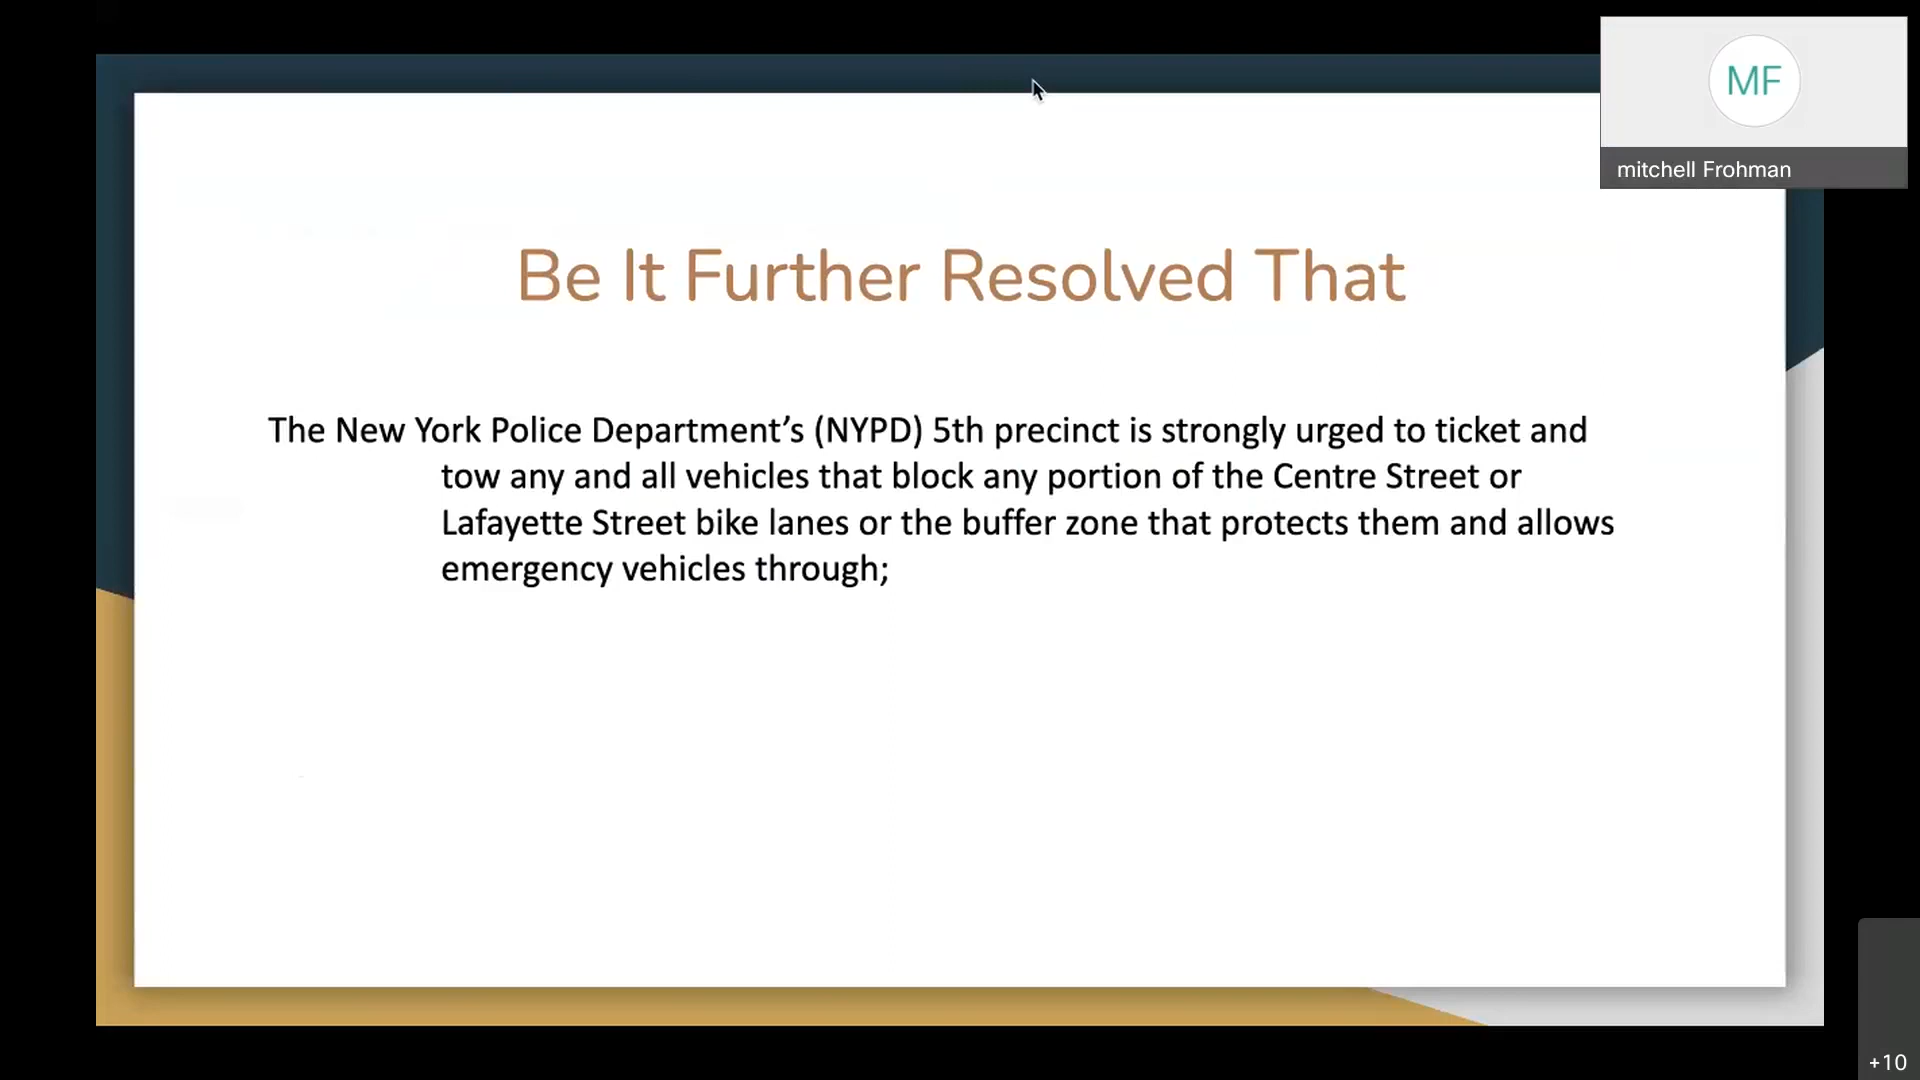 MF
mitchell Frohman
Be It Further Resolved That
The New York Police Department’s (NYPD) 5th precinct is strongly urged to ticket and
tow any and all vehicles that block any portion of the Centre Street or
Lafayette Street bike lanes or the buffer zone that protects them and allows
emergency vehicles through;
+10